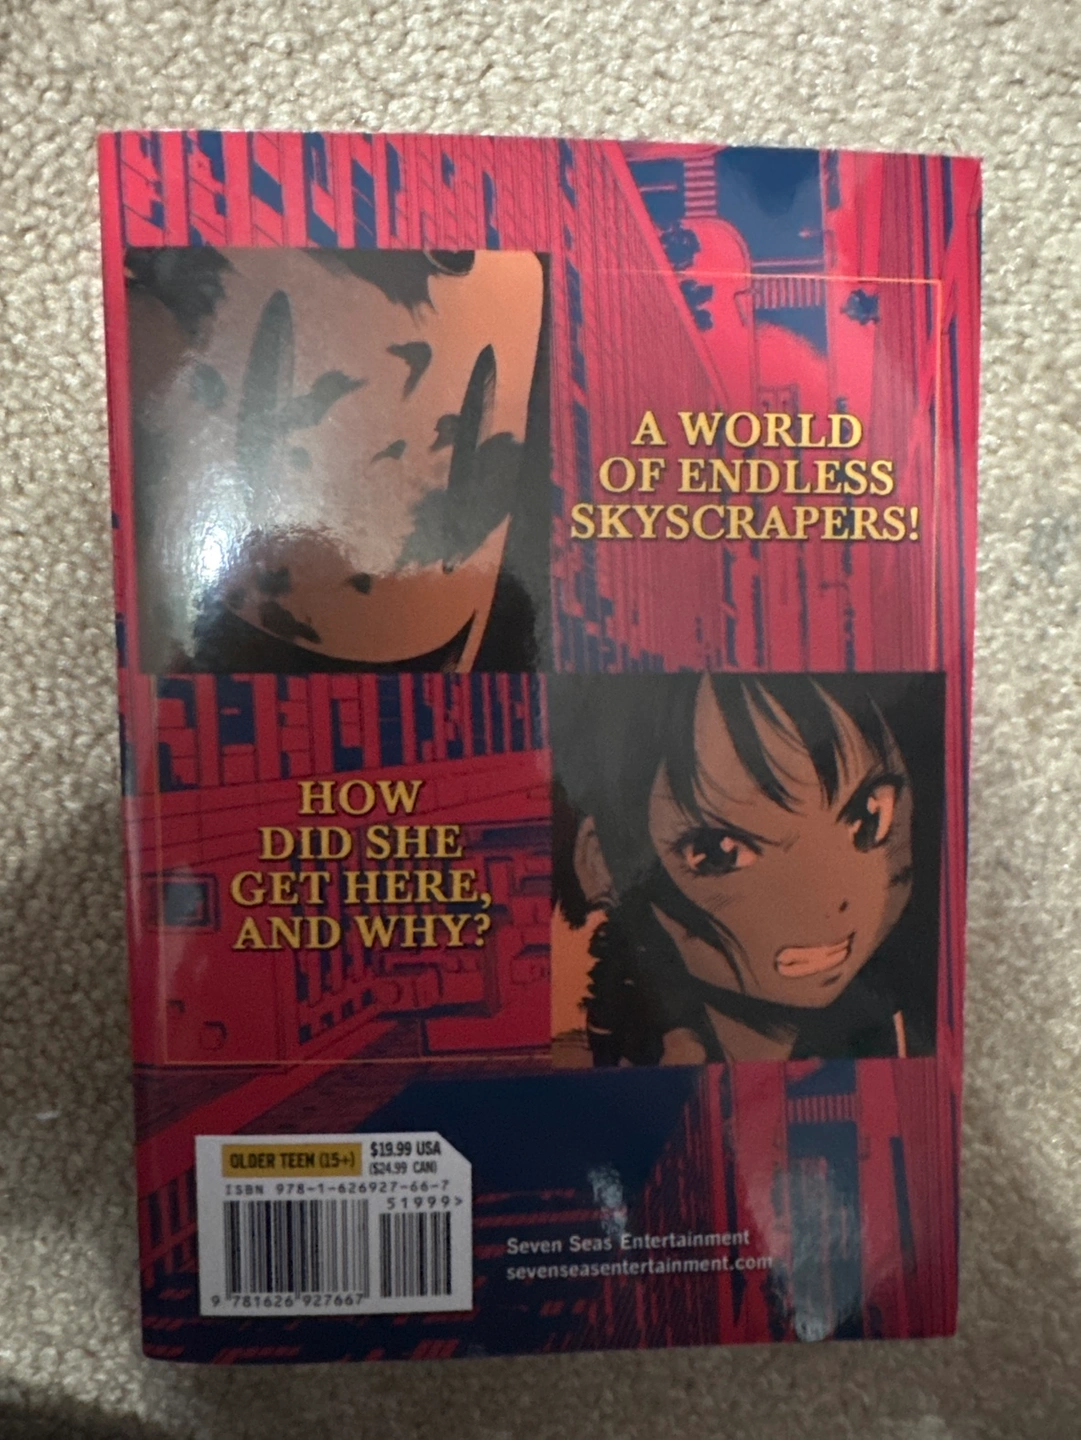 A WORLD
OF ENDLESS
SKYSCRAPERS!
HOW
DID SHE
GET HERE,
AND WHY?
OLDER TEEN (15+)
$19.99 USA
($24.99 CAN)
ISBN 978-1-626927-66-7
51999>
9 781626 927667
Seven Seas Entertainment
sevenseasentertainment.com